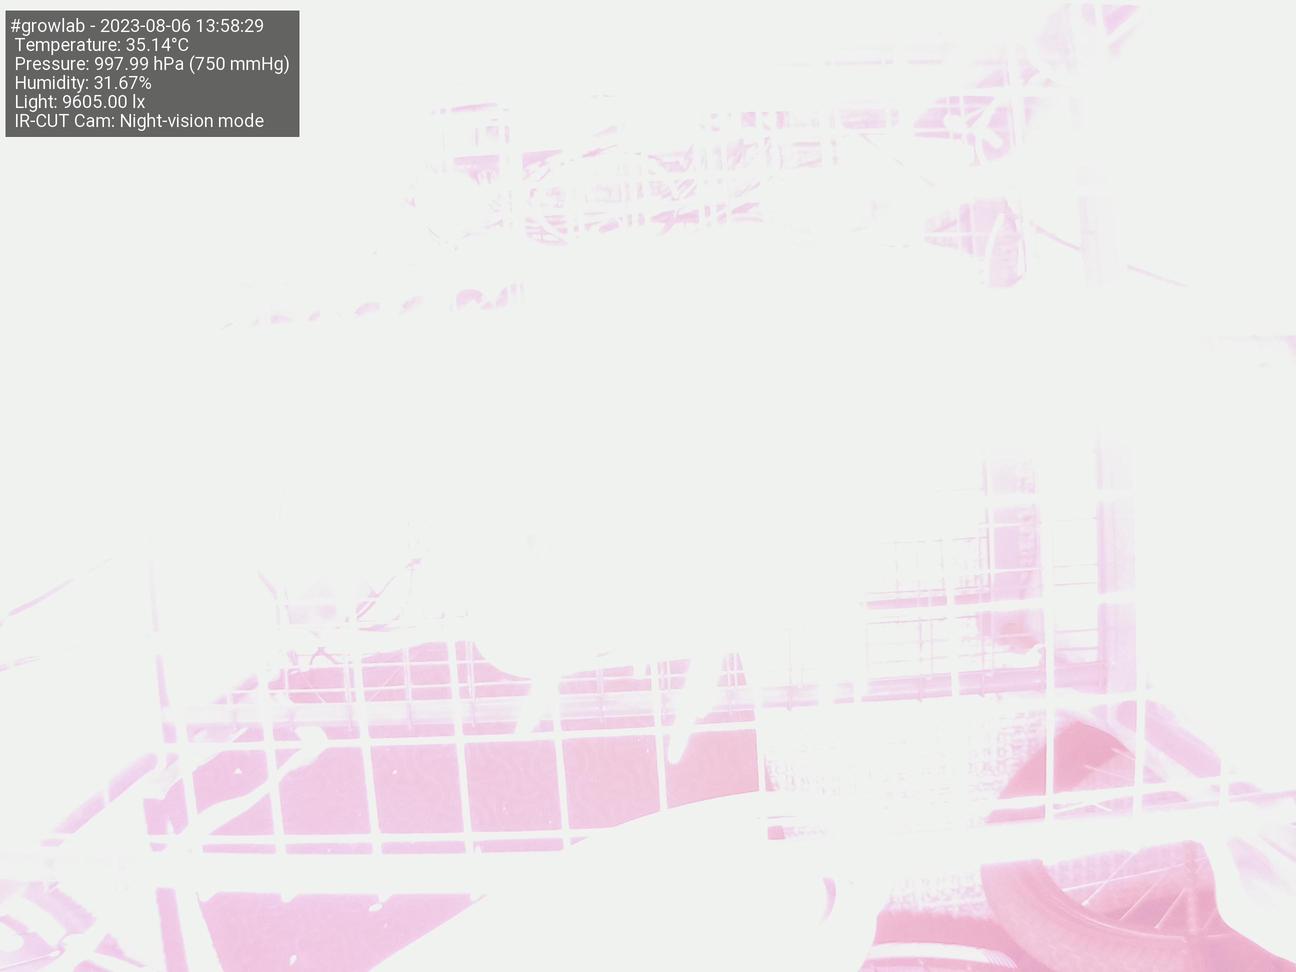 #growlab - 2023-08-06 13:58:29
Temperature: 35.14°C
Pressure: 997.99 hPa (750 mmHg)
Humidity: 31.67%
Light: 9605.00 lx
IR-CUT Cam: Night-vision mode